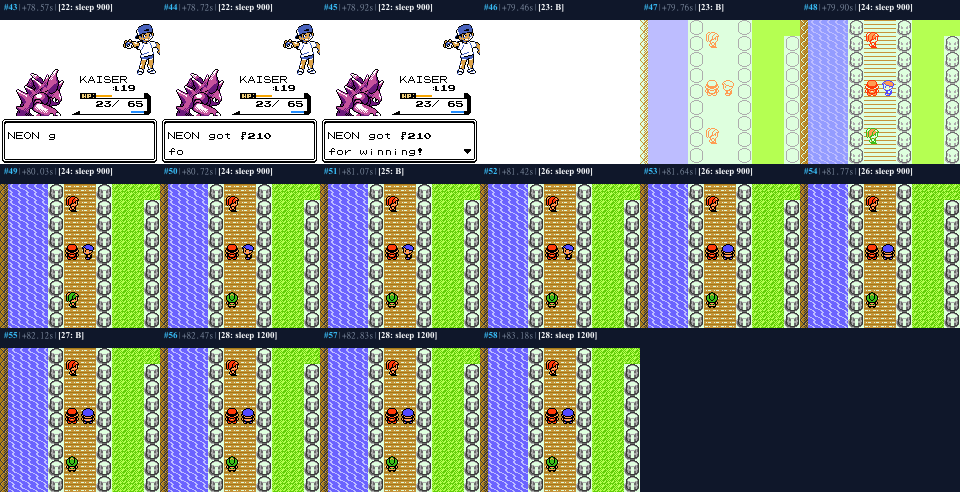 #43|+78.57s| [22: sleep 900]
#44|+78.72s| [22: sleep 900]
#45|+78.92s| [22: sleep 900]
#46|+79.46s| [23: B]
#47|+79.76s| [23: B]
#48|+79.90s| [24: sleep 900]
KAISER
:L19
HP:
23/ 65
NEON g
KAISER
:L19
HP:
23/ 65
NEON got ₽210
fo
KAISER
:L19
HP:
23/ 65
NEON got ₽210
for winning!
#49|+80.03s| [24: sleep 900]
#50|+80.72s| [24: sleep 900]
#51|+81.07s| [25: B]
#52|+81.42s| [26: sleep 900]
#53|+81.64s| [26: sleep 900]
#54|+81.77s| [26: sleep 900]
#55|+82.12s| [27: B]
#56|+82.47s| [28: sleep 1200]
#57|+82.83s| [28: sleep 1200]
#58|+83.18s| [28: sleep 1200]